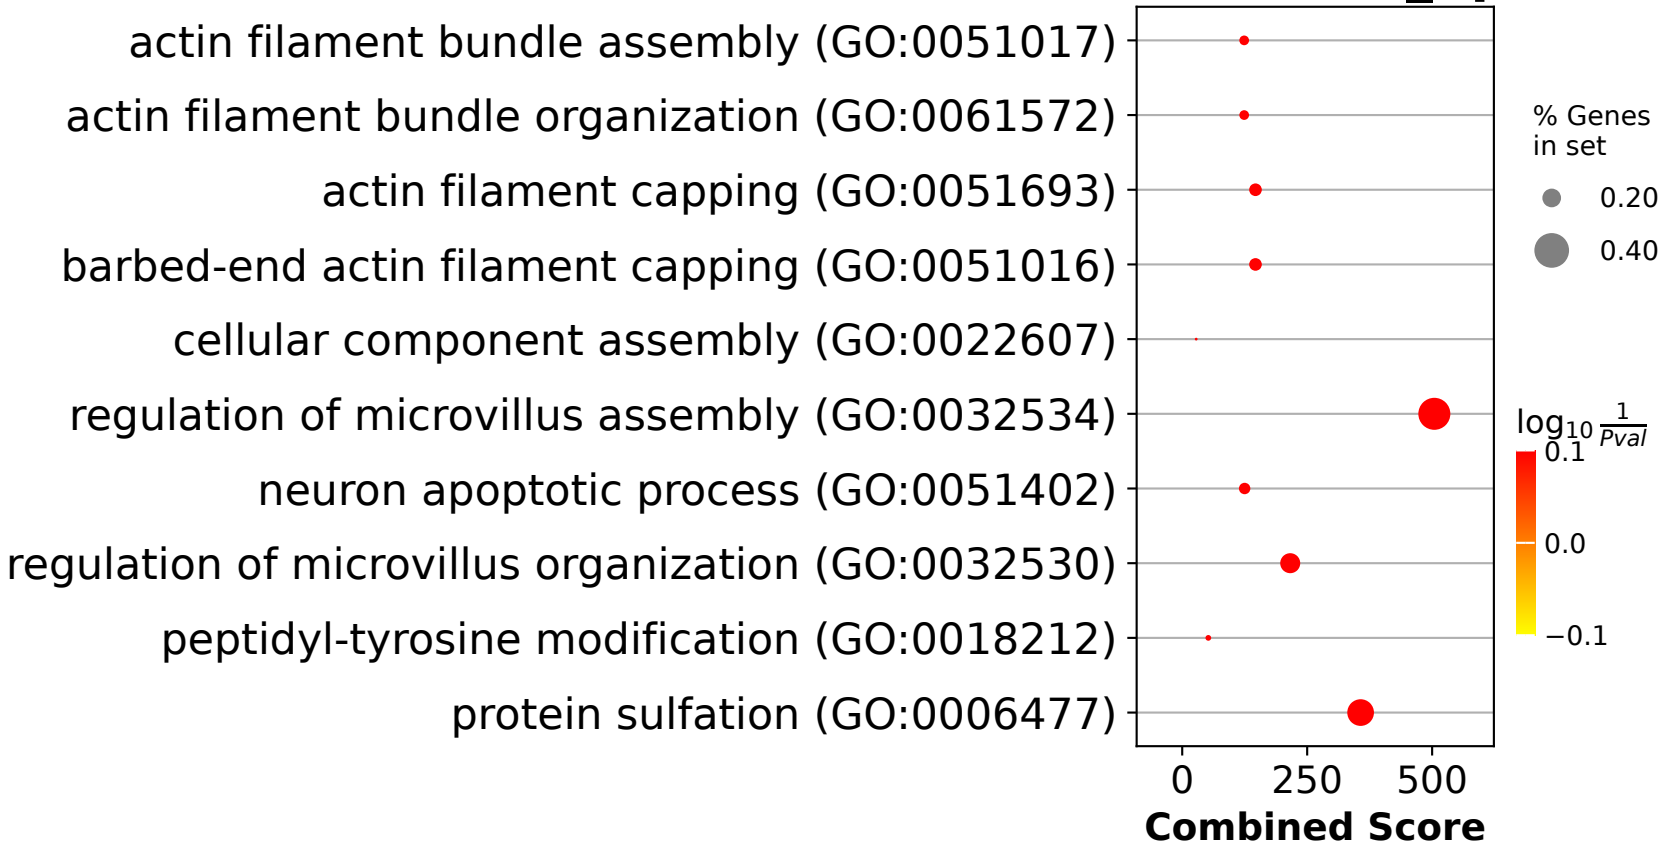 actin filament bundle assembly (GO:0051017)
actin filament bundle organization (GO:0061572)
actin filament capping (GO:0051693)
barbed-end actin filament capping (GO:0051016)
cellular component assembly (GO:0022607)
regulation of microvillus assembly (GO:0032534)
neuron apoptotic process (GO:0051402)
regulation of microvillus organization (GO:0032530)
peptidyl-tyrosine modification (GO:0018212)
protein sulfation (GO:0006477)
0 250 500
Combined Score
% Genes
in set
0.20
0.40
log10 1/Pval
0.1
0.0
−0.1